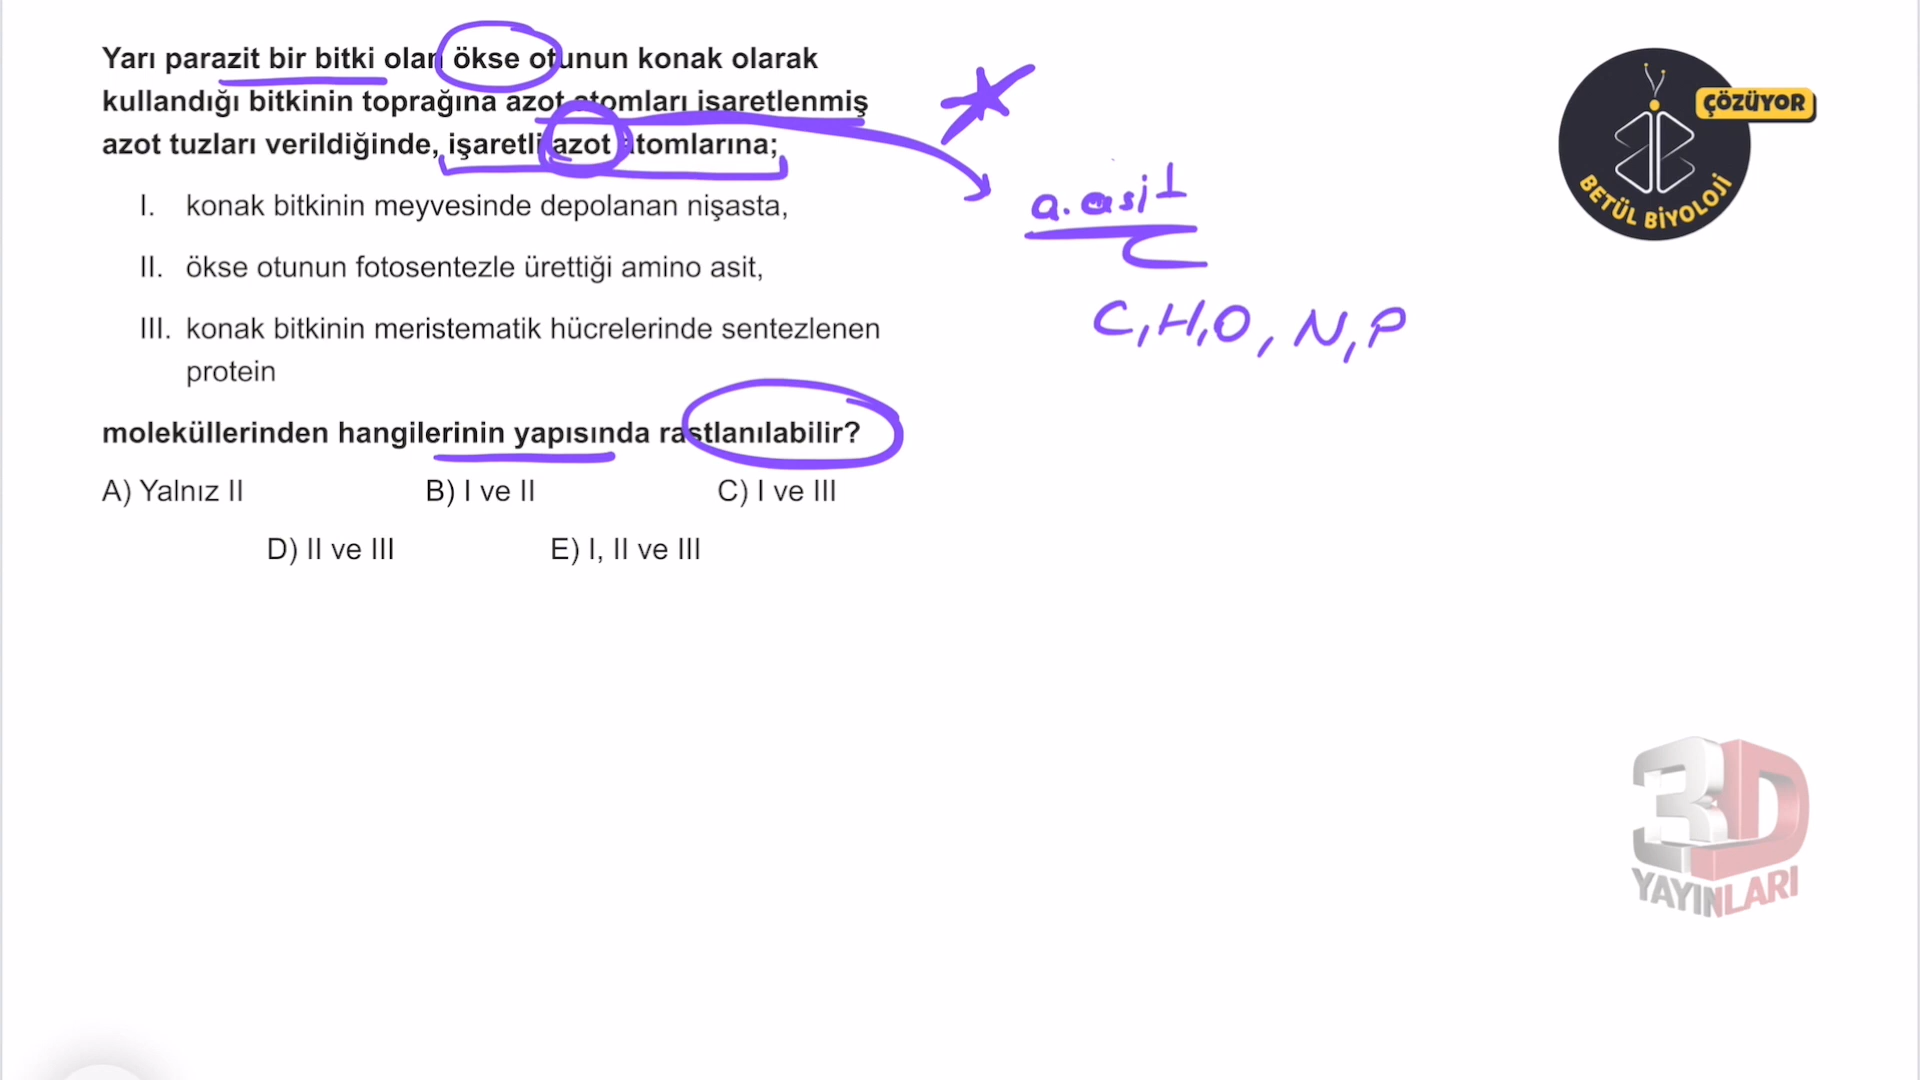 Yarı parazit bir bitki olan ökse otunun konak olarak
kullandığı bitkinin toprağına azot atomları işaretlenmiş
azot tuzları verildiğinde, işaretli azot atomlarına;
I. konak bitkinin meyvesinde depolanan nişasta,
II. ökse otunun fotosentezle ürettiği amino asit,
III. konak bitkinin meristematik hücrelerinde sentezlenen
protein
moleküllerinden hangilerinin yapısında rastlanılabilir?
A) Yalnız II B) I ve II C) I ve III
D) II ve III E) I, II ve III
a. asit
C, H, O, N, P
ÇÖZÜYOR
BETÜL BİYOLOJİ
3D
YAYINLARI